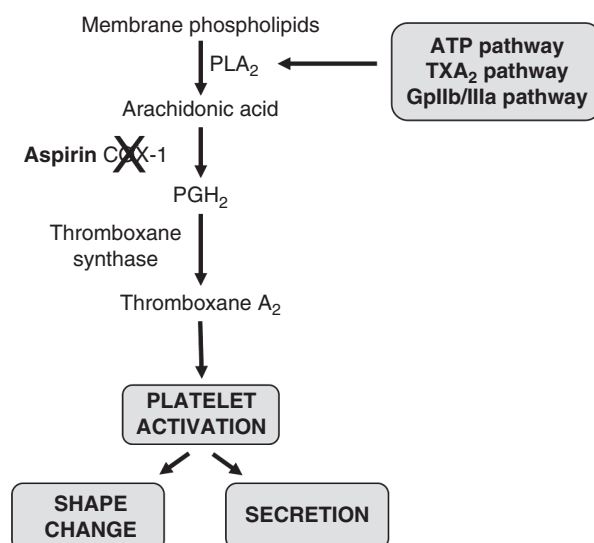 Membrane phospholipids
PLA₂
ATP pathway
TXA₂ pathway
GpIIb/IIIa pathway
Arachidonic acid
Aspirin COX-1
PGH₂
Thromboxane
synthase
Thromboxane A₂
PLATELET
ACTIVATION
SHAPE
CHANGE
SECRETION